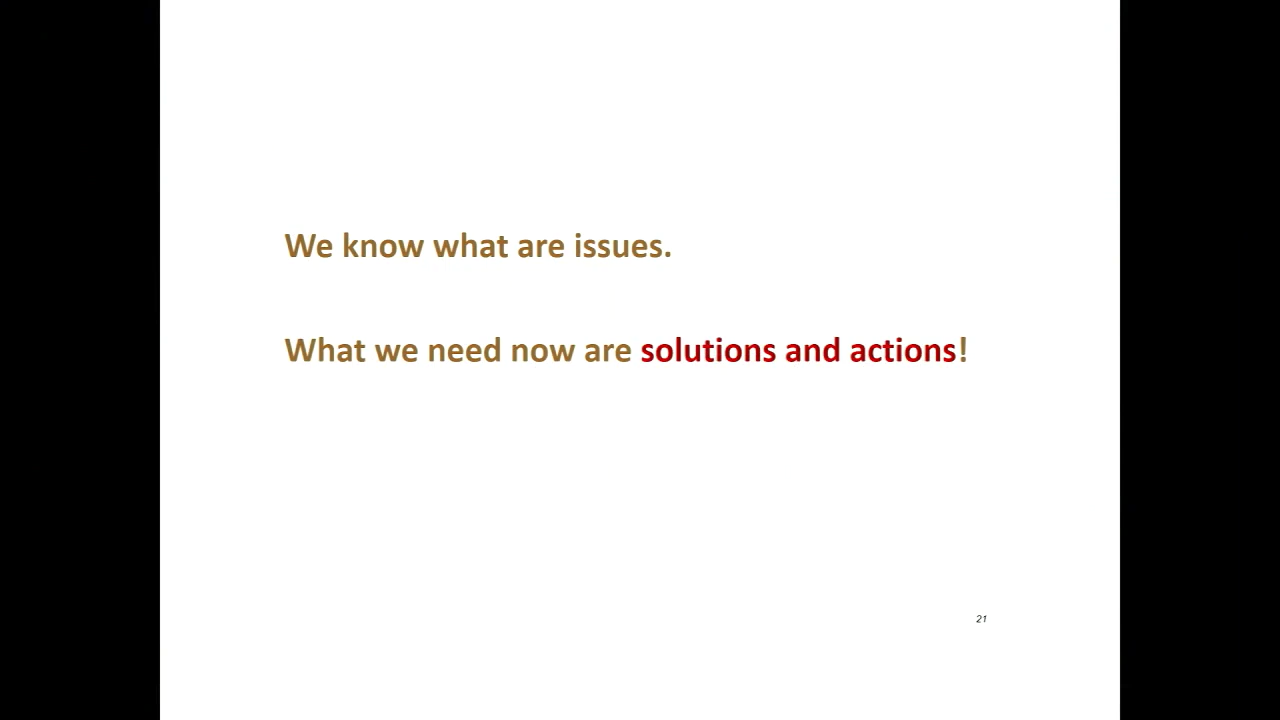 We know what are issues.
What we need now are solutions and actions!
21